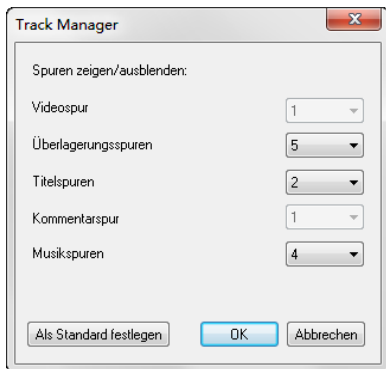 Track Manager
Spuren zeigen/ausblenden:
Videospur 1
Überlagerungsspuren 5
Titelspuren 2
Kommentarspur 1
Musikspuren 4
Als Standard festlegen OK Abbrechen